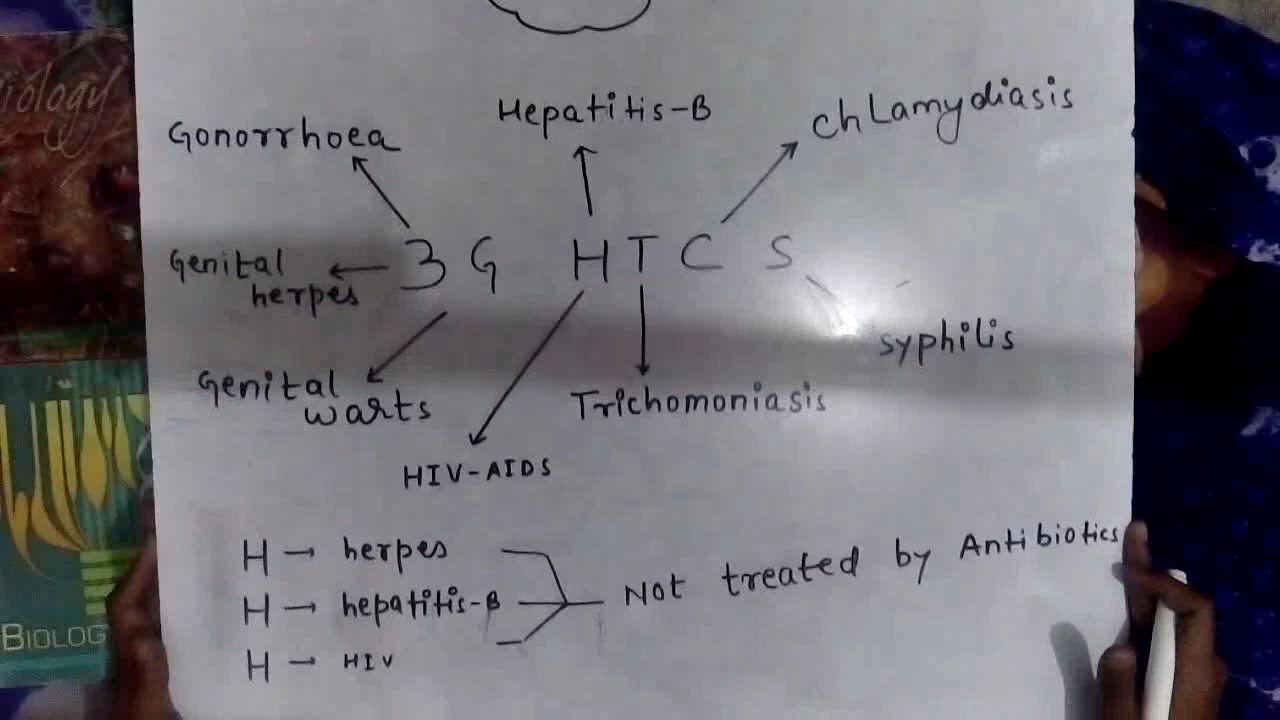 Biology
Hepatitis-B
chLamydiasis
Gonorrhoea
3G H T C S
Genital
herpes
syphilis
Genital
warts
Trichomoniasis
HIV-AIDS
H → herpes
H → hepatitis-B
H → HIV
Not treated by Antibiotics
BIOLOG